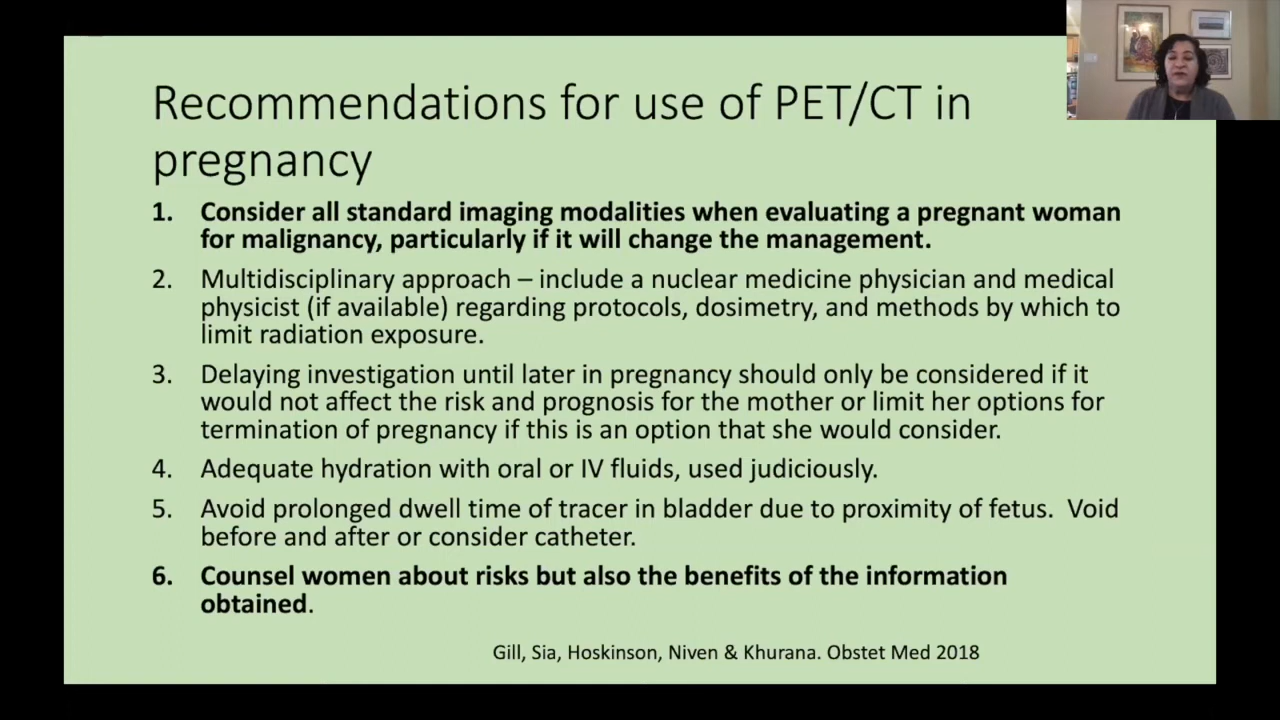 Recommendations for use of PET/CT in
pregnancy
1. Consider all standard imaging modalities when evaluating a pregnant woman
for malignancy, particularly if it will change the management.
2. Multidisciplinary approach – include a nuclear medicine physician and medical
physicist (if available) regarding protocols, dosimetry, and methods by which to
limit radiation exposure.
3. Delaying investigation until later in pregnancy should only be considered if it
would not affect the risk and prognosis for the mother or limit her options for
termination of pregnancy if this is an option that she would consider.
4. Adequate hydration with oral or IV fluids, used judiciously.
5. Avoid prolonged dwell time of tracer in bladder due to proximity of fetus. Void
before and after or consider catheter.
6. Counsel women about risks but also the benefits of the information
obtained.
Gill, Sia, Hoskinson, Niven & Khurana. Obstet Med 2018